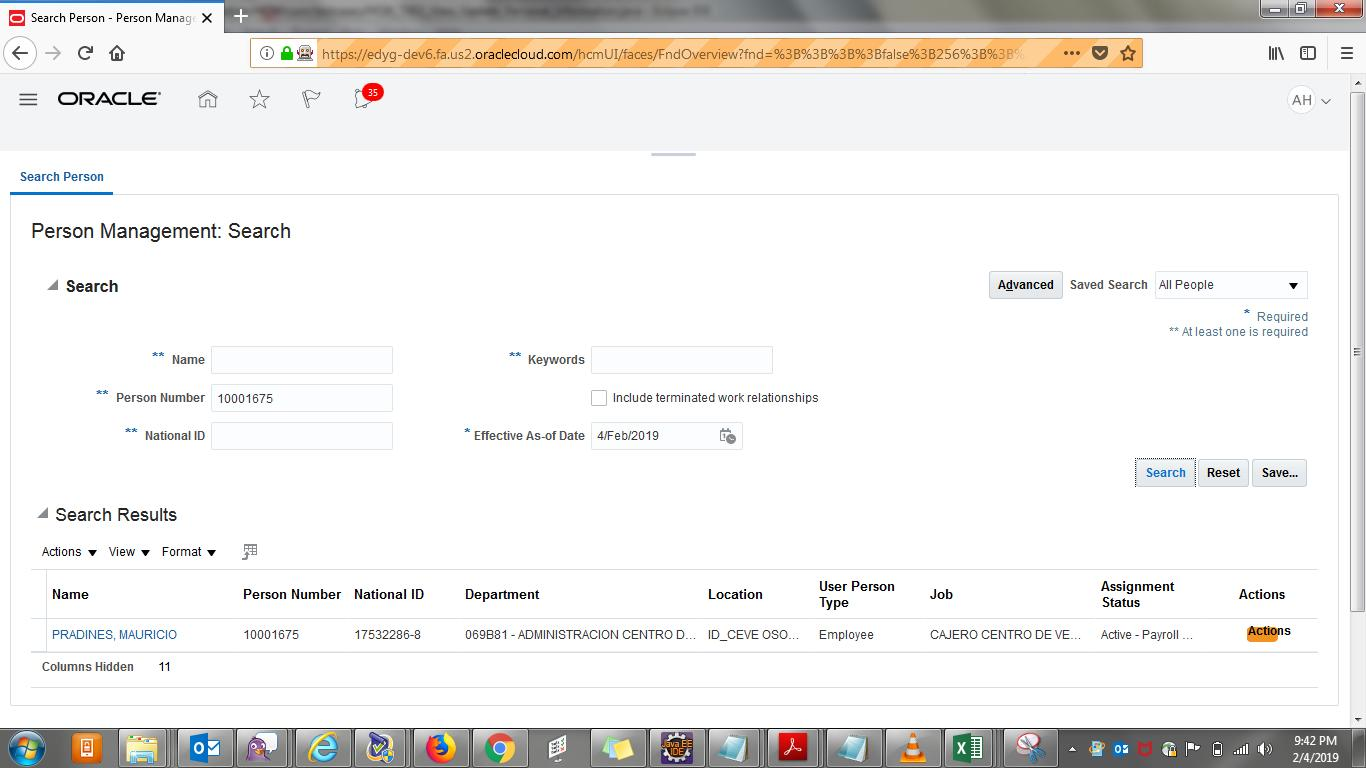 Search Person - Person Manag
https://edyg-dev6.fa.us2.oraclecloud.com/hcmUI/faces/FndOverview?fnd=%3B%3B%3B%3Bfalse%3B256%3B%3B%
ORACLE
35
AH
Search Person
Person Management: Search
Search
Advanced Saved Search All People
* Required
** At least one is required
** Name
** Keywords
** Person Number 10001675
Include terminated work relationships
** National ID
* Effective As-of Date 4/Feb/2019
Search Reset Save...
Search Results
Actions View Format
Name Person Number National ID Department Location User Person Type Job Assignment Status Actions
PRADINES, MAURICIO 10001675 17532286-8 069B81 - ADMINISTRACION CENTRO D... ID_CEVE OSO... Employee CAJERO CENTRO DE VE... Active - Payroll ... Actions
Columns Hidden 11
Java EE
IDE
9:42 PM
2/4/2019